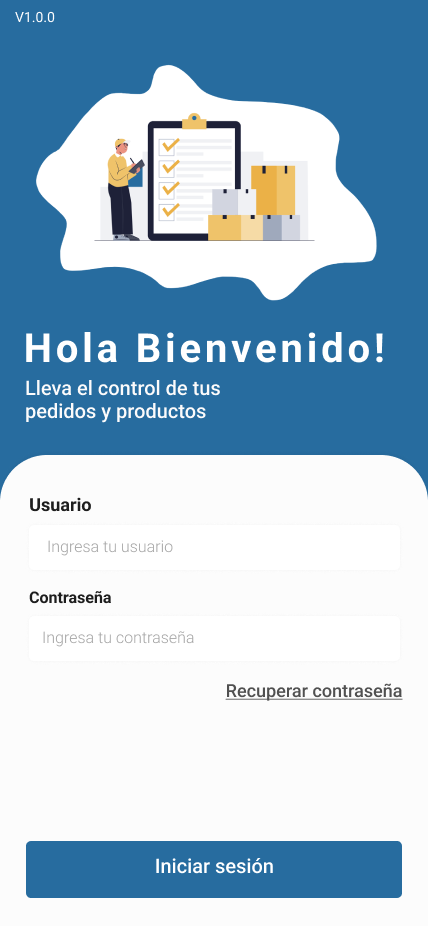 V1.0.0
Hola Bienvenido!
Lleva el control de tus
pedidos y productos
Usuario
Ingresa tu usuario
Contraseña
Ingresa tu contraseña
Recuperar contraseña
Iniciar sesión